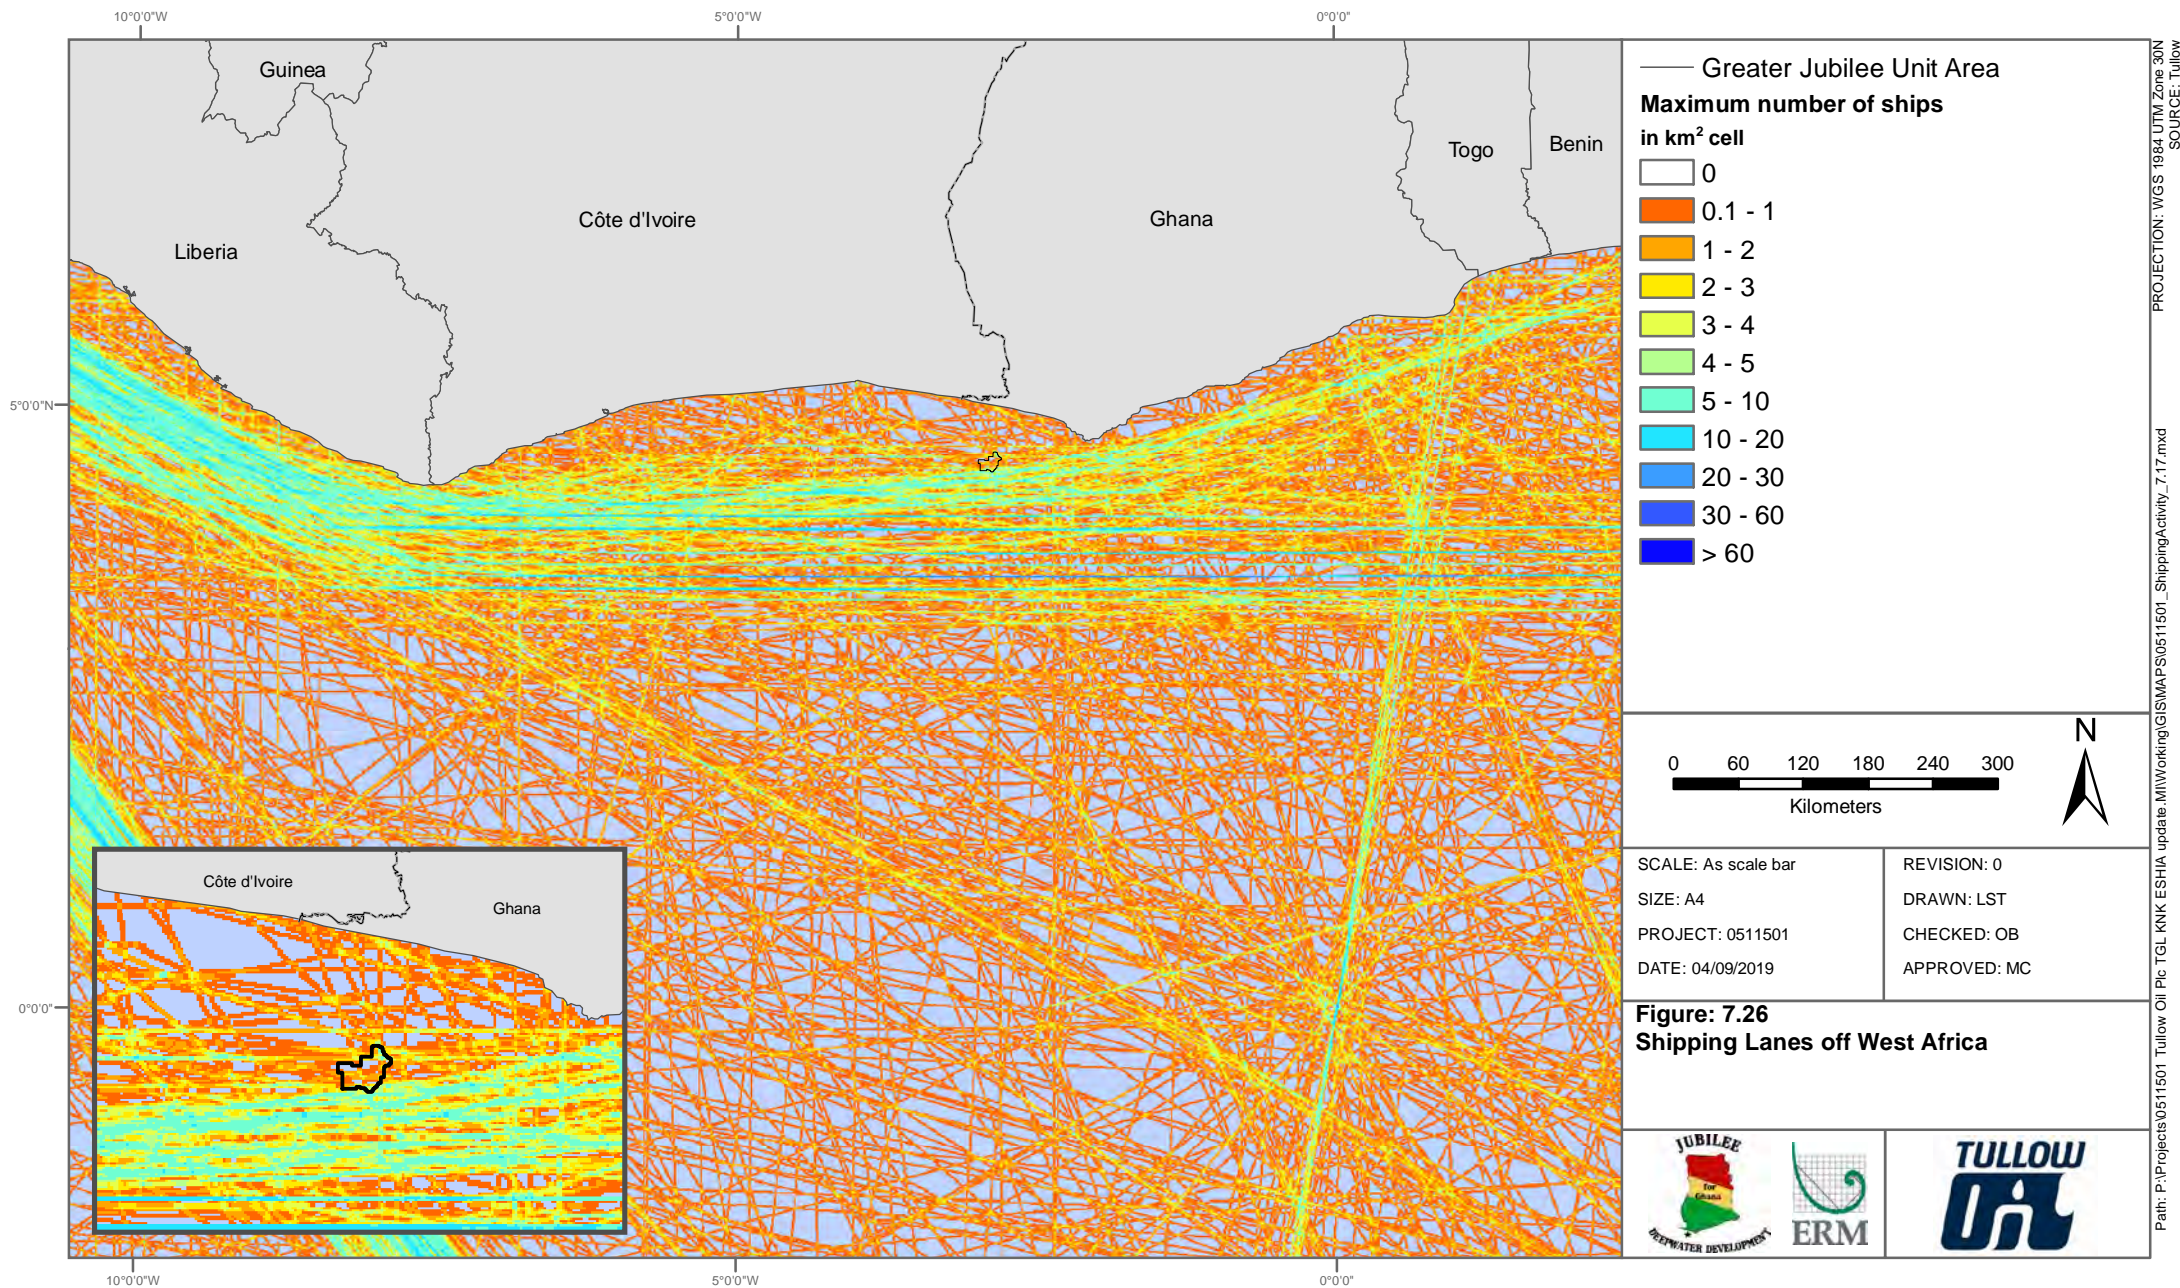 10°0'0"W
5°0'0"W
0°0'0"
Guinea
Liberia
Côte d'Ivoire
Ghana
Togo
Benin
5°0'0"N
0°0'0"
Côte d'Ivoire
Ghana
10°0'0"W
5°0'0"W
0°0'0"
Greater Jubilee Unit Area
Maximum number of ships
in km² cell
0
0.1 - 1
1 - 2
2 - 3
3 - 4
4 - 5
5 - 10
10 - 20
20 - 30
30 - 60
> 60
0 60 120 180 240 300
Kilometers
N
SCALE: As scale bar
SIZE: A4
PROJECT: 0511501
DATE: 04/09/2019
REVISION: 0
DRAWN: LST
CHECKED: OB
APPROVED: MC
Figure: 7.26
Shipping Lanes off West Africa
JUBILEE
for
Ghana
DEEPWATER DEVELOPMENT
ERM
TULLOW
Oil
PROJECTION: WGS 1984 UTM Zone 30N
SOURCE: Tullow
Path: P:\Projects\0511501 Tullow Oil Plc TGL KNK ESHIA update.MI\Working\GIS\MAPS\0511501_ShippingActivity_7.17.mxd